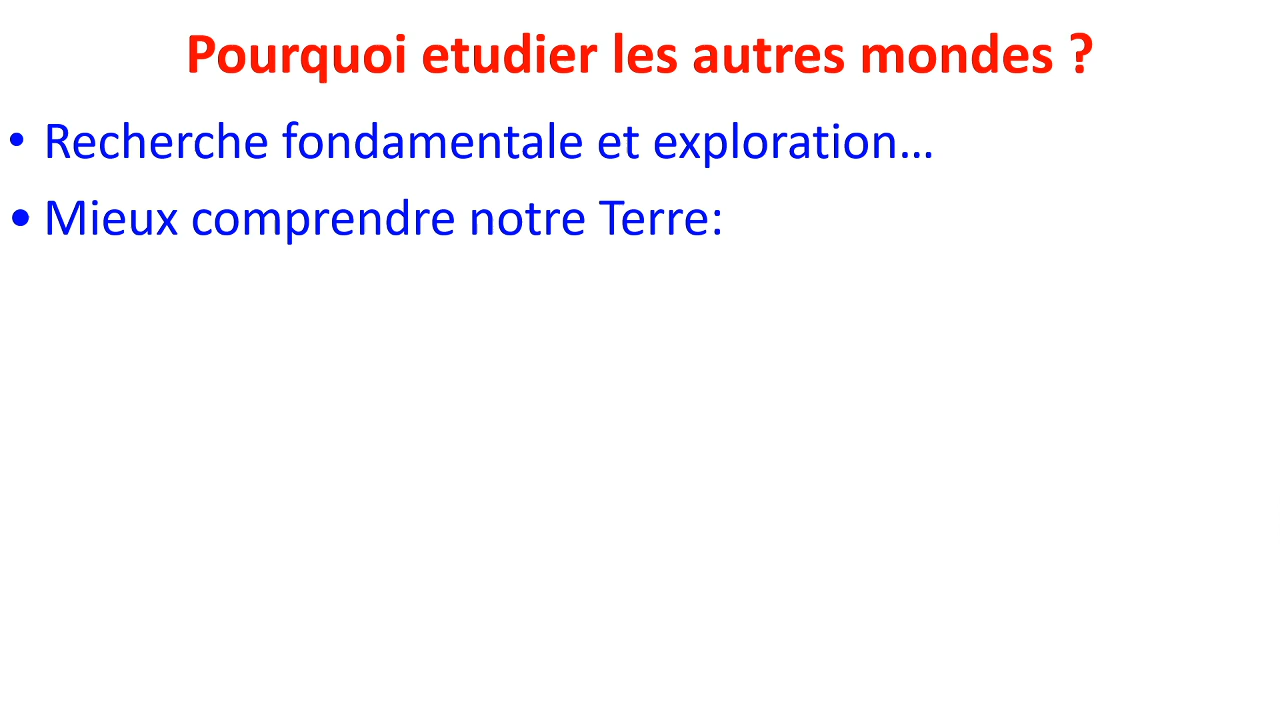 Pourquoi etudier les autres mondes ?
• Recherche fondamentale et exploration…
• Mieux comprendre notre Terre: